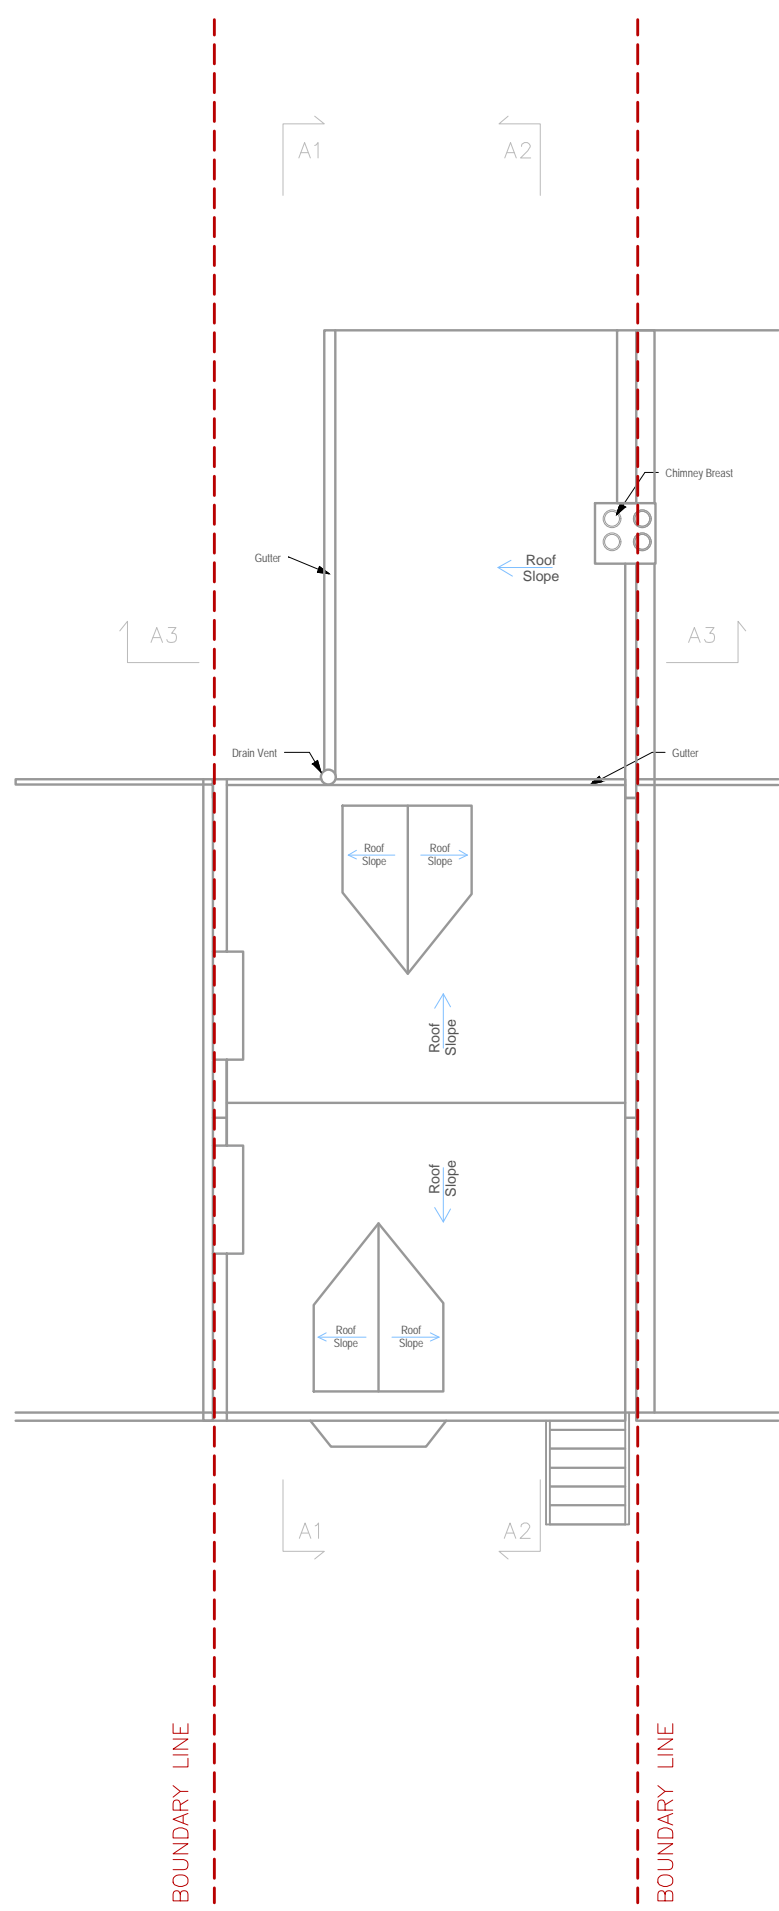 A1
A2
Chimney Breast
Gutter
Roof
Slope
A3
A3
Drain Vent
Gutter
Roof
Slope
Roof
Slope
Roof
Slope
Roof
Slope
Roof
Slope
Roof
Slope
A1
A2
BOUNDARY LINE
BOUNDARY LINE